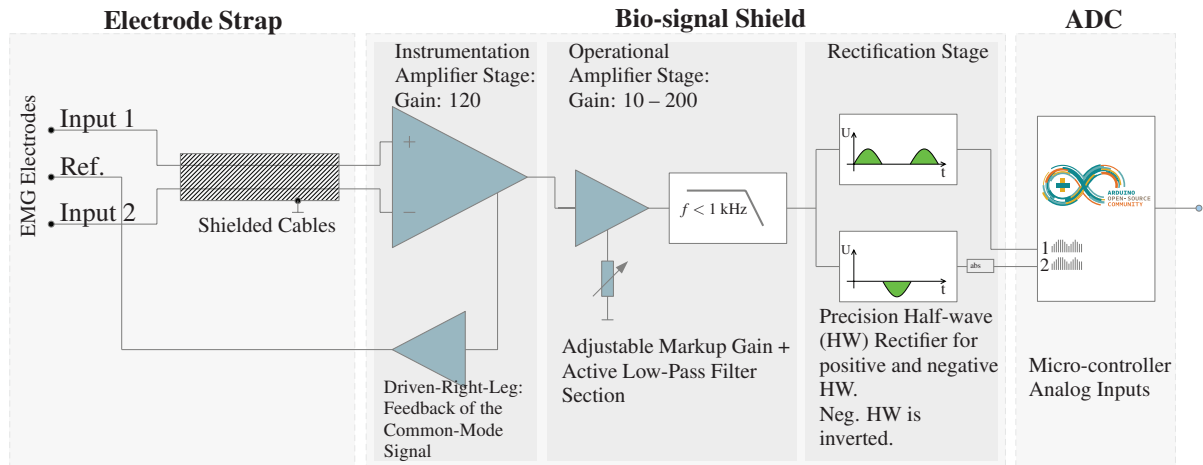 Electrode Strap
Bio-signal Shield
ADC
EMG Electrodes
Input 1
Ref.
Input 2
Shielded Cables
Instrumentation
Amplifier Stage:
Gain: 120
+
−
Driven-Right-Leg:
Feedback of the
Common-Mode
Signal
Operational
Amplifier Stage:
Gain: 10 – 200
f < 1 kHz
Adjustable Markup Gain +
Active Low-Pass Filter
Section
Rectification Stage
U
t
U
t
abs
Precision Half-wave
(HW) Rectifier for
positive and negative
HW.
Neg. HW is
inverted.
ARDUINO
OPEN-SOURCE
COMMUNITY
1
2
Micro-controller
Analog Inputs